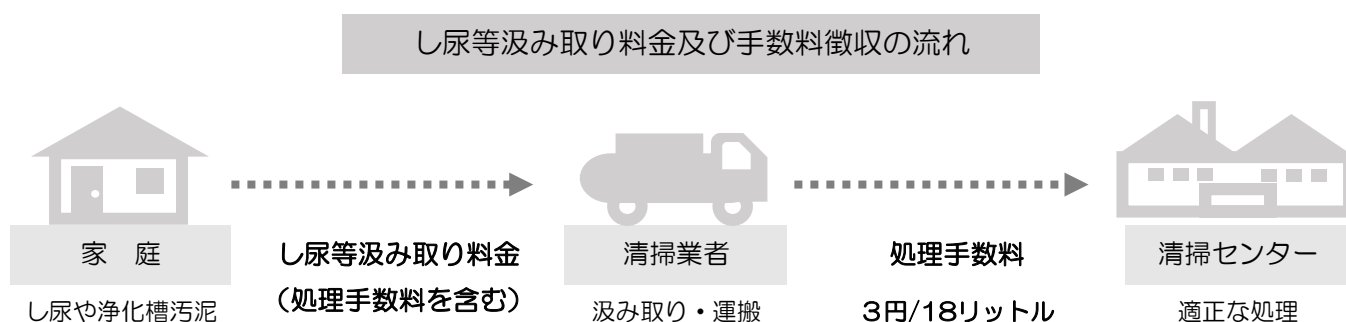 し尿等汲み取り料金及び手数料徴収の流れ
家　庭
し尿等汲み取り料金
清掃業者
処理手数料
清掃センター
し尿や浄化槽汚泥
（処理手数料を含む）
汲み取り・運搬
３円/18リットル
適正な処理